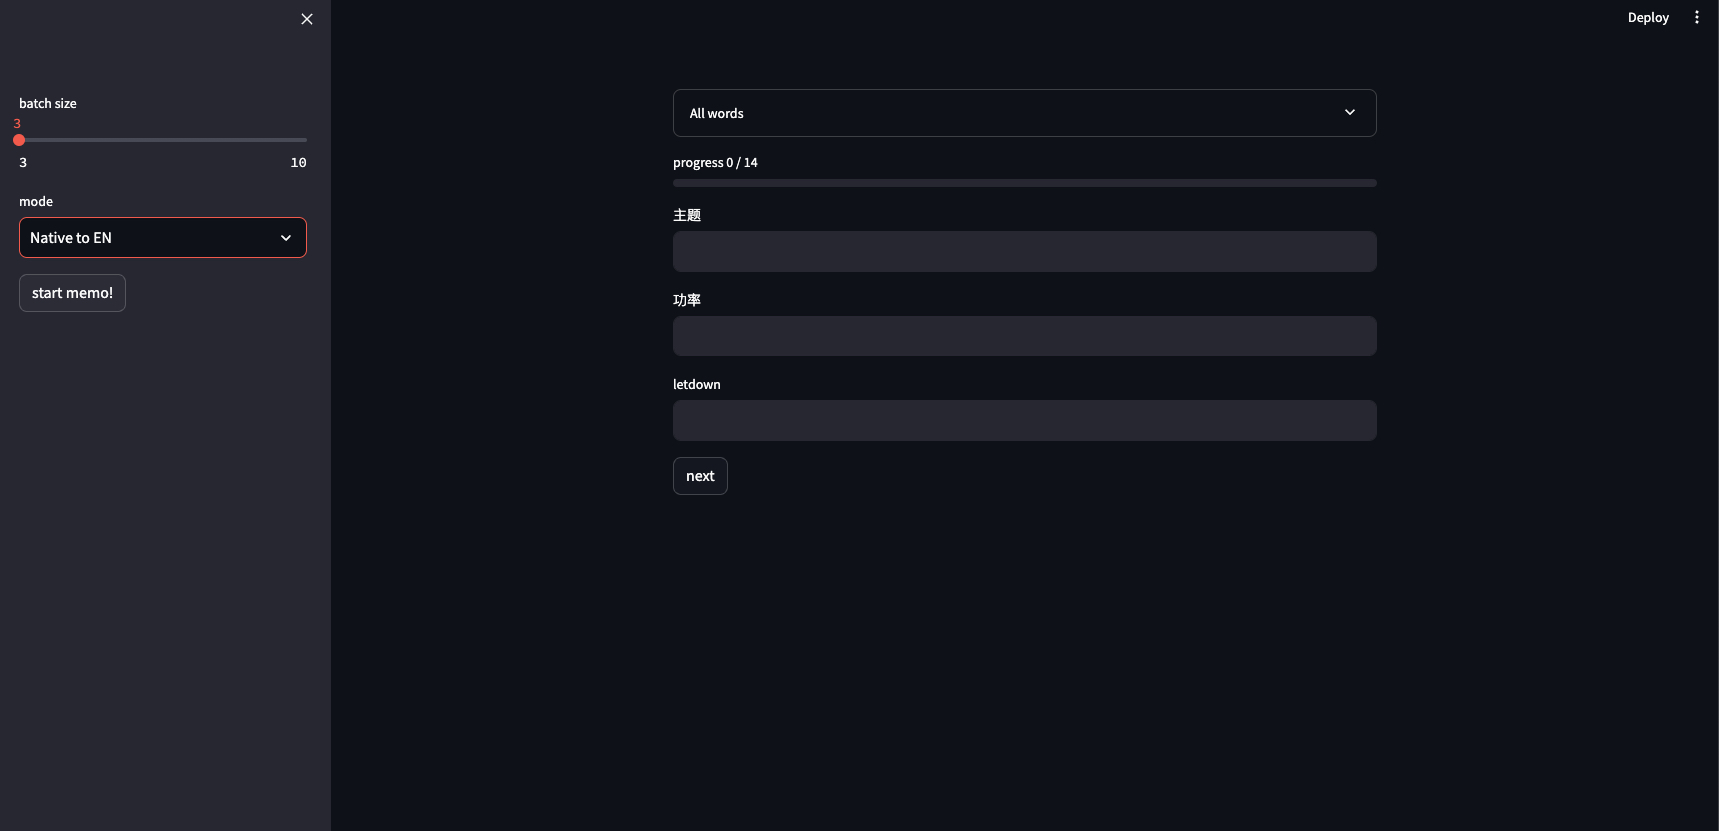 batch size
3
3
10
mode
Native to EN
start memo!
Deploy
All words
progress 0 / 14
主题
功率
letdown
next